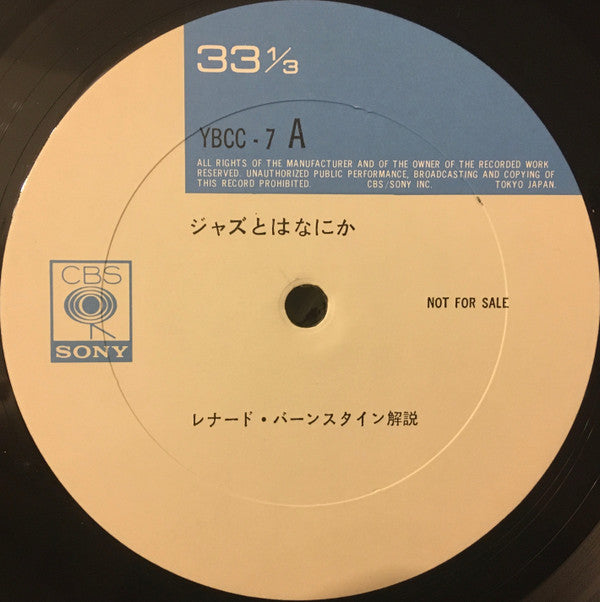 33⅓
YBCC - 7 A
ALL RIGHTS OF THE MANUFACTURER AND OF THE OWNER OF THE RECORDED WORK
RESERVED. UNAUTHORIZED PUBLIC PERFORMANCE, BROADCASTING AND COPYING OF
THIS RECORD PROHIBITED. CBS/SONY INC. TOKYO JAPAN.
ジャズとはなにか
CBS
SONY
NOT FOR SALE
レナード・バーンスタイン解説